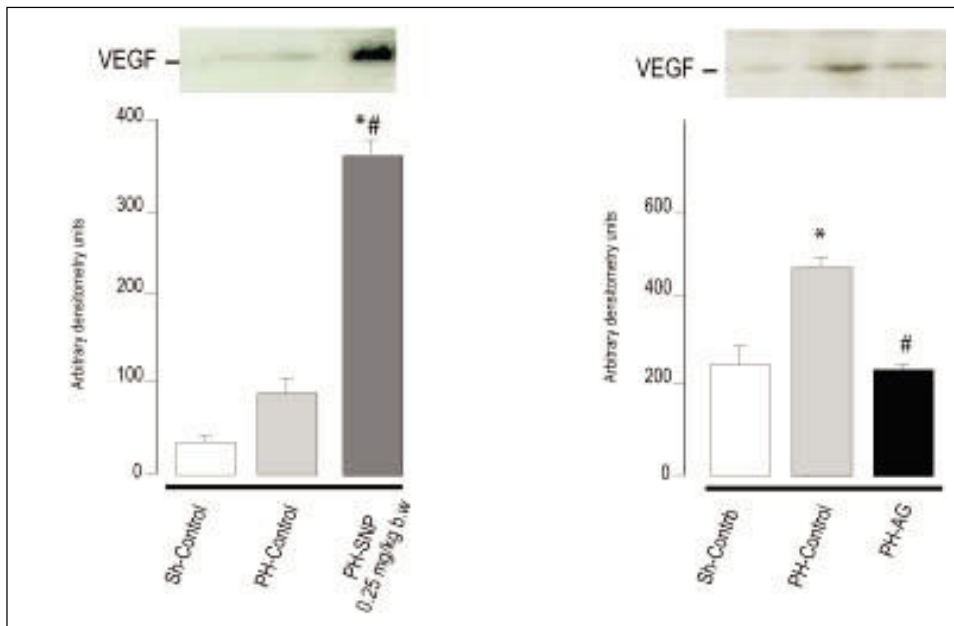 VEGF
400
300
200
100
0
Arbitrary densitometry units
*#
Sh-Control
PH-Control
PH-SNP
0.25 mg/kg b.w
VEGF
600
400
200
0
Arbitrary densitometry units
*
#
Sh-Contrb
PH-Control
PH-AG